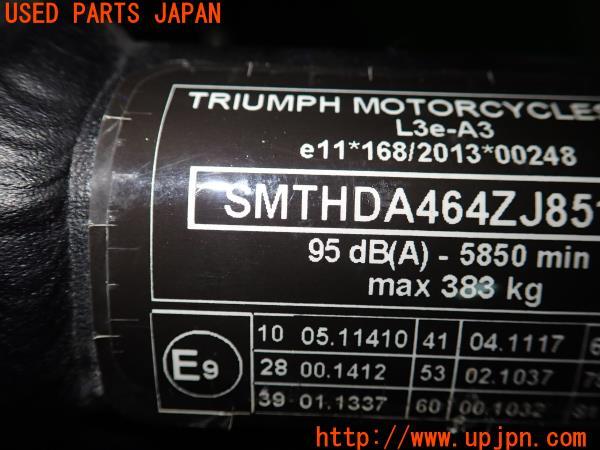 USED PARTS JAPAN
TRIUMPH MOTORCYCLES
L3e-A3
e11*168/2013*00248
SMTHDA464ZJ85
95 dB(A) - 5850 min
max 383 kg
E9
10 05.11410 41 04.1117
28 00.1412 53 02.1037
39 01.1337 60 00.1032
http://www.upjpn.com